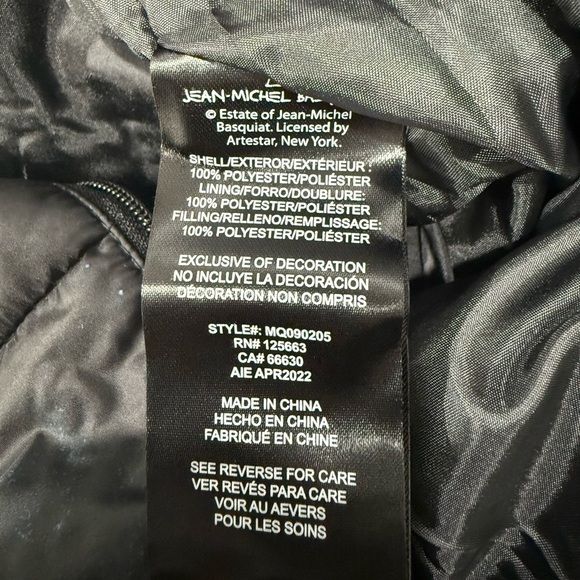 JEAN-MICHEL
© Estate of Jean-Michel
Basquiat. Licensed by
Artestar, New York.
SHELL/EXTEROR/EXTÉRIEUR :
100% POLYESTER/POLIÉSTER
LINING/FORRO/DOUBLURE:
100% POLYESTER/POLIÉSTER
FILLING/RELLENO/REMPLISSAGE:
100% POLYESTER/POLIÉSTER
EXCLUSIVE OF DECORATION
NO INCLUYE LA DECORACIÓN
DÉCORATION NON COMPRIS
STYLE#: MQ090205
RN# 125663
CA# 66630
AIE APR2022
MADE IN CHINA
HECHO EN CHINA
FABRIQUÉ EN CHINE
SEE REVERSE FOR CARE
VER REVÉS PARA CARE
VOIR AU AEVERS
POUR LES SOINS